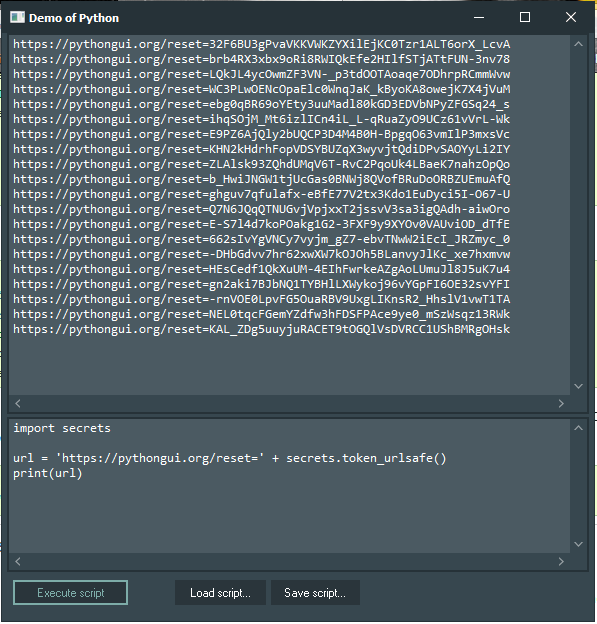 Demo of Python
https://pythongui.org/reset=32F6BU3gPvaVKKVWKZYXilEjKC0Tzr1ALT6orX_LcvA
https://pythongui.org/reset=brb4RX3xbx9oRi8RWIQkEfe2HIlfSTjATtFUN-3nv78
https://pythongui.org/reset=LQkJL4ycOwmZF3VN-_p3tdOOTAoaqe7ODhrpRCmmWvw
https://pythongui.org/reset=WC3PLwOENcOpaElc0WnqJaK_kByoKA8owejK7X4jVuM
https://pythongui.org/reset=ebg0qBR69oYEty3uuMadl80kGD3EDVbNPyZFGSq24_s
https://pythongui.org/reset=ihqSOjM_Mt6izlICn4iL_L-qRuaZyO9UCz61vVrL-Wk
https://pythongui.org/reset=E9PZ6AjQly2bUQCP3D4M4B0H-BpgqO63vmIlP3mxsVc
https://pythongui.org/reset=KHN2kHdrhFopVDSYBUZqX3wyvjtQdiDPvSAOYyLi2IY
https://pythongui.org/reset=ZLAlsk93ZQhdUMqV6T-RvC2PqoUk4LBaeK7nahzOpQo
https://pythongui.org/reset=b_HwiJNGW1tjUcGas0BNWj8QVofBRuDoORBZUEmuAfQ
https://pythongui.org/reset=ghguv7qfulafx-eBfE77V2tx3Kdo1EuDyci5I-O67-U
https://pythongui.org/reset=Q7N6JQqQTNUGvjVpjxxT2jssvV3sa3igQAdh-aiwOro
https://pythongui.org/reset=E-S7l4d7koPOakg1G2-3FXF9y9XYOv0VAUviOD_dTfE
https://pythongui.org/reset=662sIvYgVNCy7vyjm_gZ7-ebvTNwW2iEcI_JRZmyc_0
https://pythongui.org/reset=-DHbGdvv7hr62xwXW7kOJOh5BLanvyJlKc_xe7hxmvw
https://pythongui.org/reset=HEsCedf1QkXuUM-4EIhFwrkeAZgAoLUmuJl8J5uK7u4
https://pythongui.org/reset=gn2aki7BJbNQ1TYBHlLXWykoj96vYGpFI6OE32svYFI
https://pythongui.org/reset=-rnVOE0LpvFG5OuaRBV9UxgLIKnsR2_HhslV1vwT1TA
https://pythongui.org/reset=NEL0tqcFGemYZdfw3hFDSFPAce9ye0_mSzWsqz13RWk
https://pythongui.org/reset=KAL_ZDg5uuyjuRACET9tOGQlVsDVRCC1UShBMRgOHsk
import secrets
url = 'https://pythongui.org/reset=' + secrets.token_urlsafe()
print(url)
Execute script
Load script...
Save script...